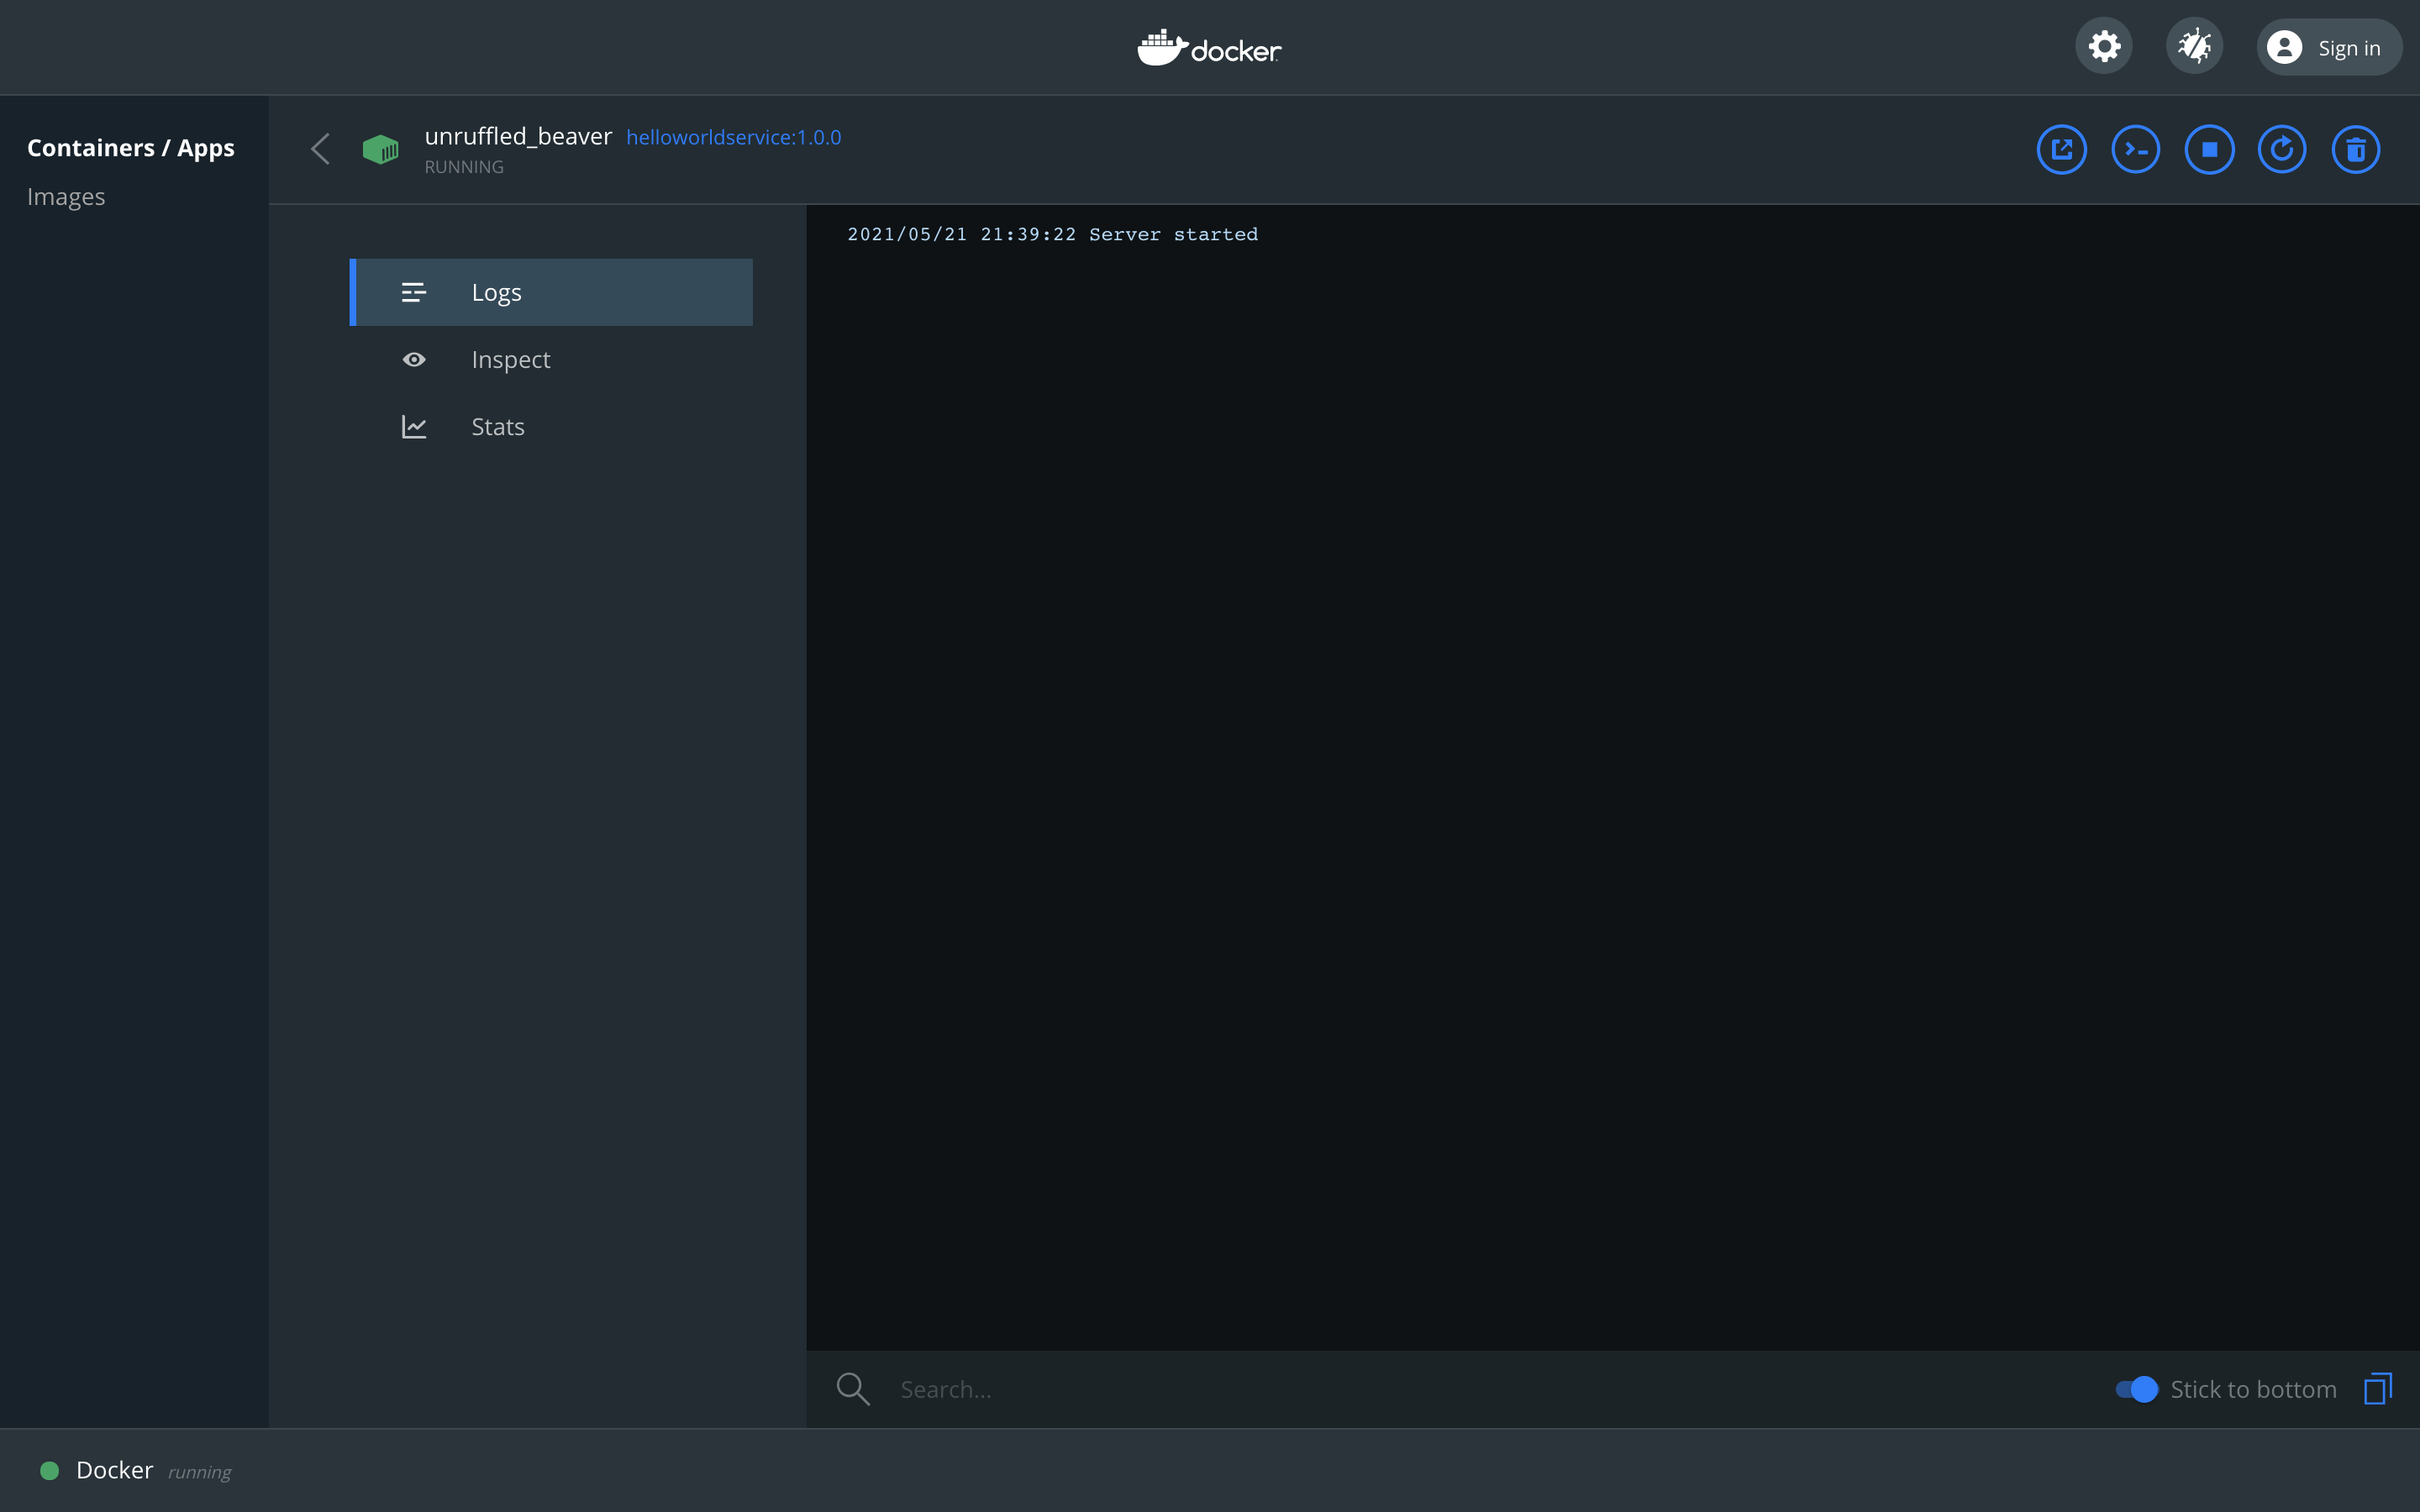 docker
Sign in
Containers / Apps
Images
unruffled_beaver helloworldservice:1.0.0
RUNNING
Logs
Inspect
Stats
2021/05/21 21:39:22 Server started
Search...
Stick to bottom
Docker running